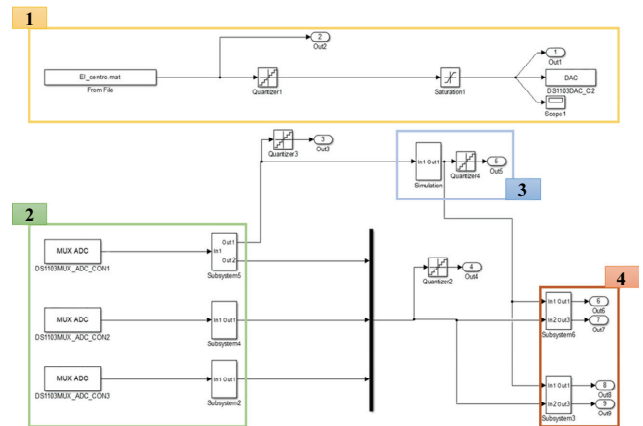 1
2
Out2
El_centro.mat
From File
Quantizer1
Saturation1
1
Out1
DAC
DS1103DAC_C2
Scope1
Quantizer3
3
Out3
In1 Out1
Simulation
Quantizer4
5
Out5
3
2
MUX ADC
DS1103MUX_ADC_CON1
In1
Out1
Out2
Subsystem5
Quantizer2
4
Out4
4
MUX ADC
DS1103MUX_ADC_CON2
In1 Out1
Subsystem4
In1 Out1
In2 Out3
Subsystem6
6
Out6
7
Out7
MUX ADC
DS1103MUX_ADC_CON3
In1 Out1
Subsystem2
In1 Out1
In2 Out3
Subsystem3
8
Out8
9
Out9